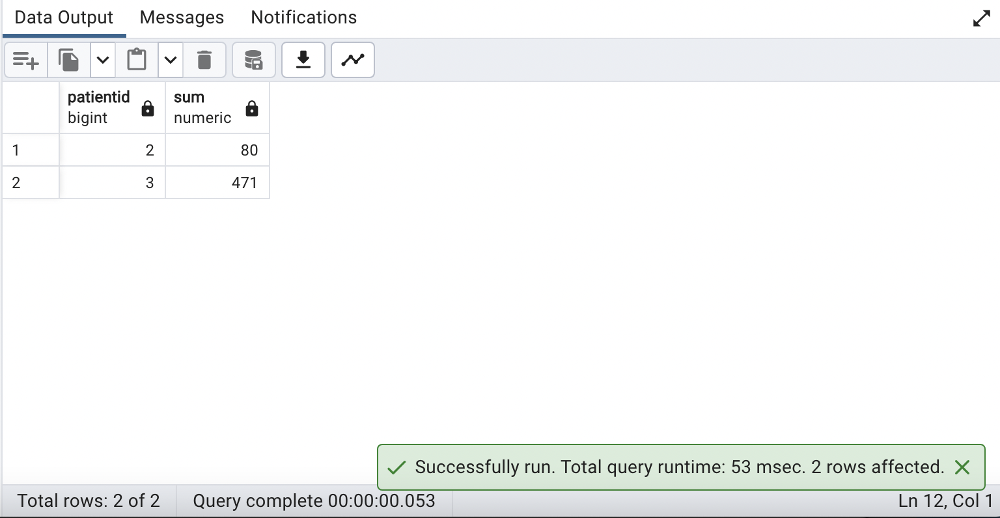 Data Output Messages Notifications
patientid sum
bigint numeric
1 2 80
2 3 471
Successfully run. Total query runtime: 53 msec. 2 rows affected.
Total rows: 2 of 2 Query complete 00:00:00.053 Ln 12, Col 1